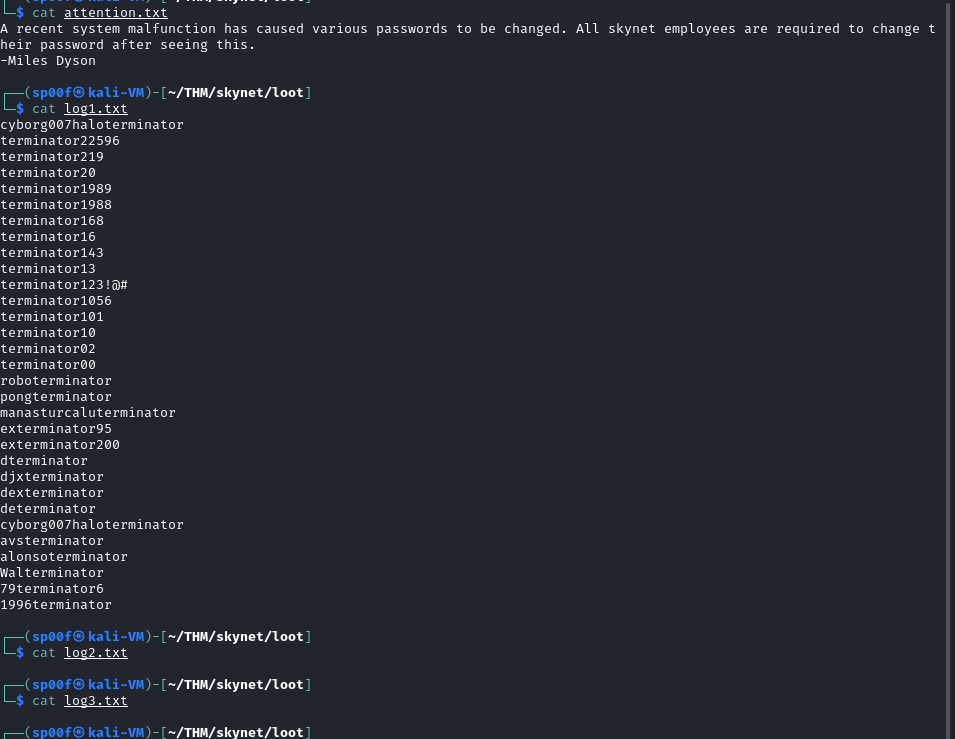 └─$ cat attention.txt
A recent system malfunction has caused various passwords to be changed. All skynet employees are required to change t
heir password after seeing this.
-Miles Dyson
┌──(sp00f㉿kali-VM)-[~/THM/skynet/loot]
└─$ cat log1.txt
cyborg007haloterminator
terminator22596
terminator219
terminator20
terminator1989
terminator1988
terminator168
terminator16
terminator143
terminator13
terminator123!@#
terminator1056
terminator101
terminator10
terminator02
terminator00
roboterminator
pongterminator
manasturcaluterminator
exterminator95
exterminator200
dterminator
djxterminator
dexterminator
determinator
cyborg007haloterminator
avsterminator
alonsoterminator
Walterminator
79terminator6
1996terminator
┌──(sp00f㉿kali-VM)-[~/THM/skynet/loot]
└─$ cat log2.txt
┌──(sp00f㉿kali-VM)-[~/THM/skynet/loot]
└─$ cat log3.txt
┌──(sp00f㉿kali-VM)-[~/THM/skynet/loot]